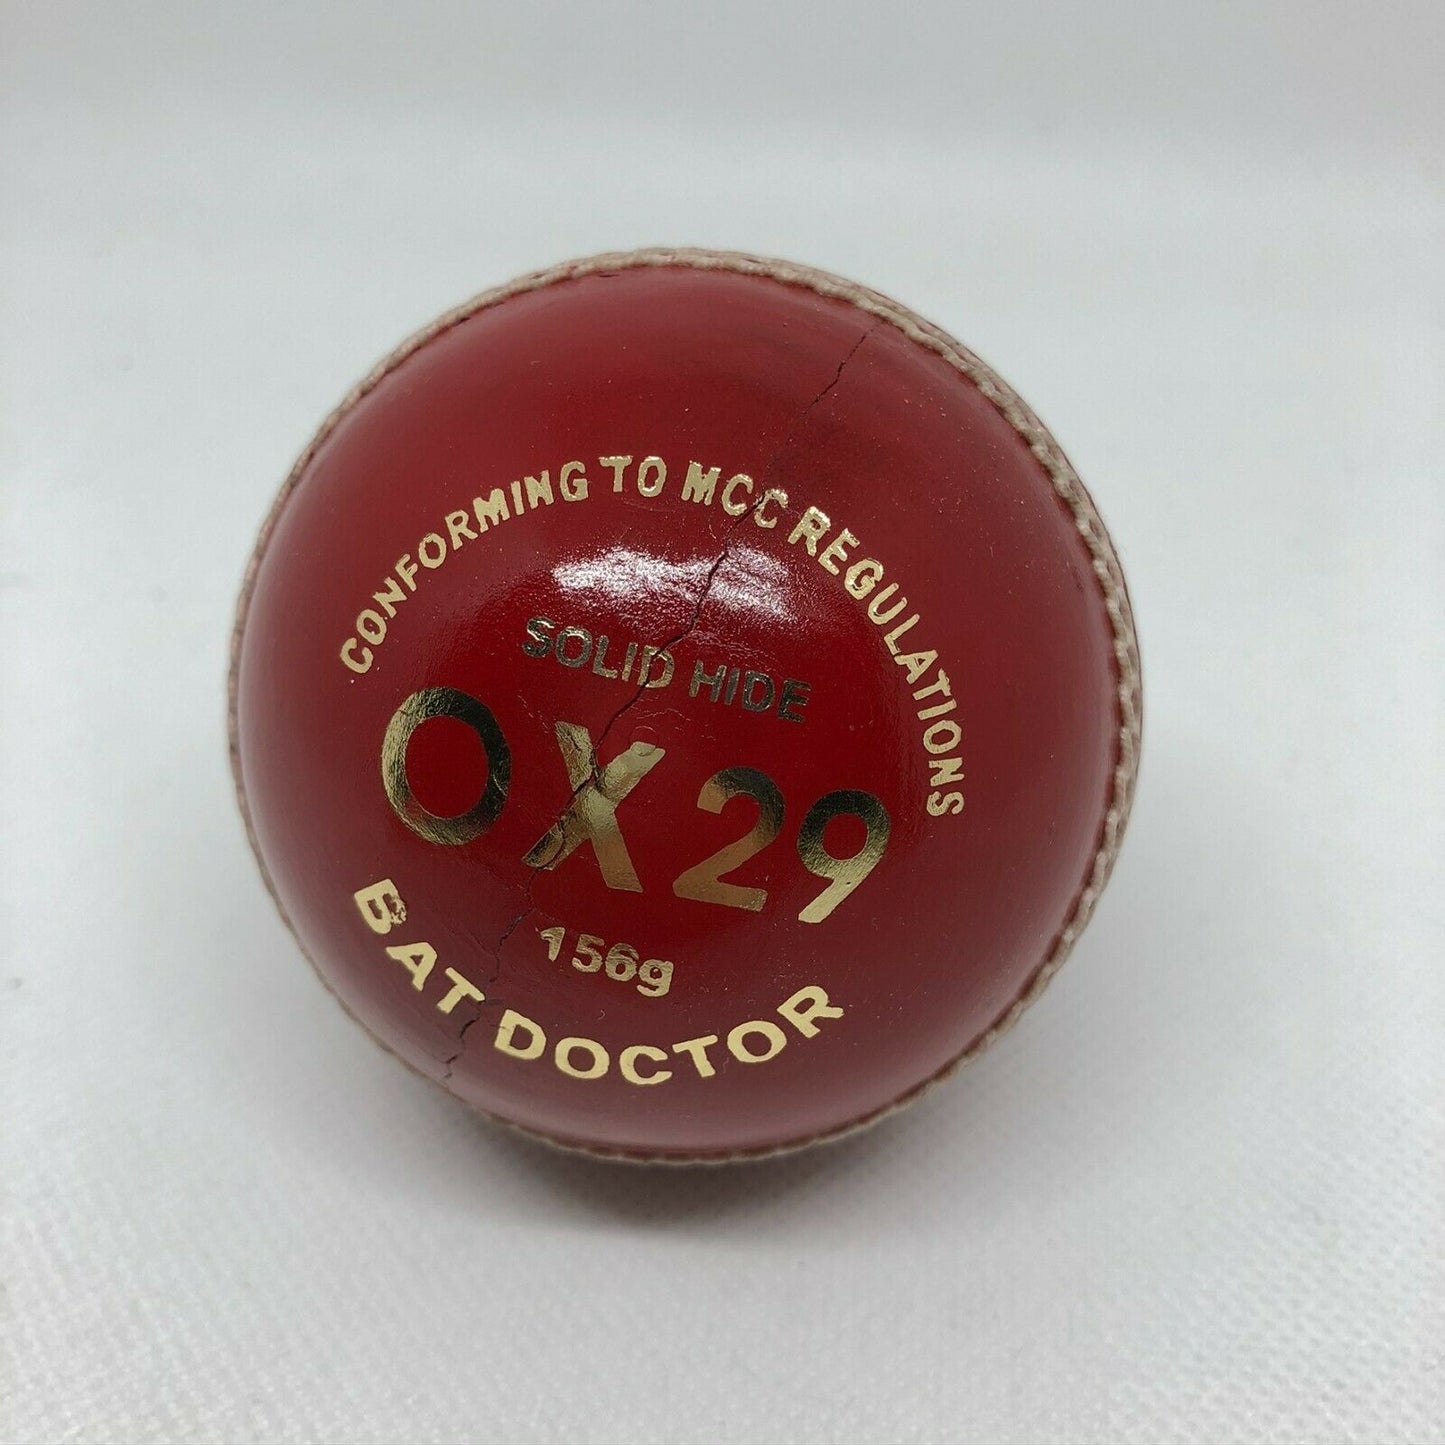 CONFORMING TO MCC REGULATIONS
SOLID HIDE
OX29
156g
BAT DOCTOR